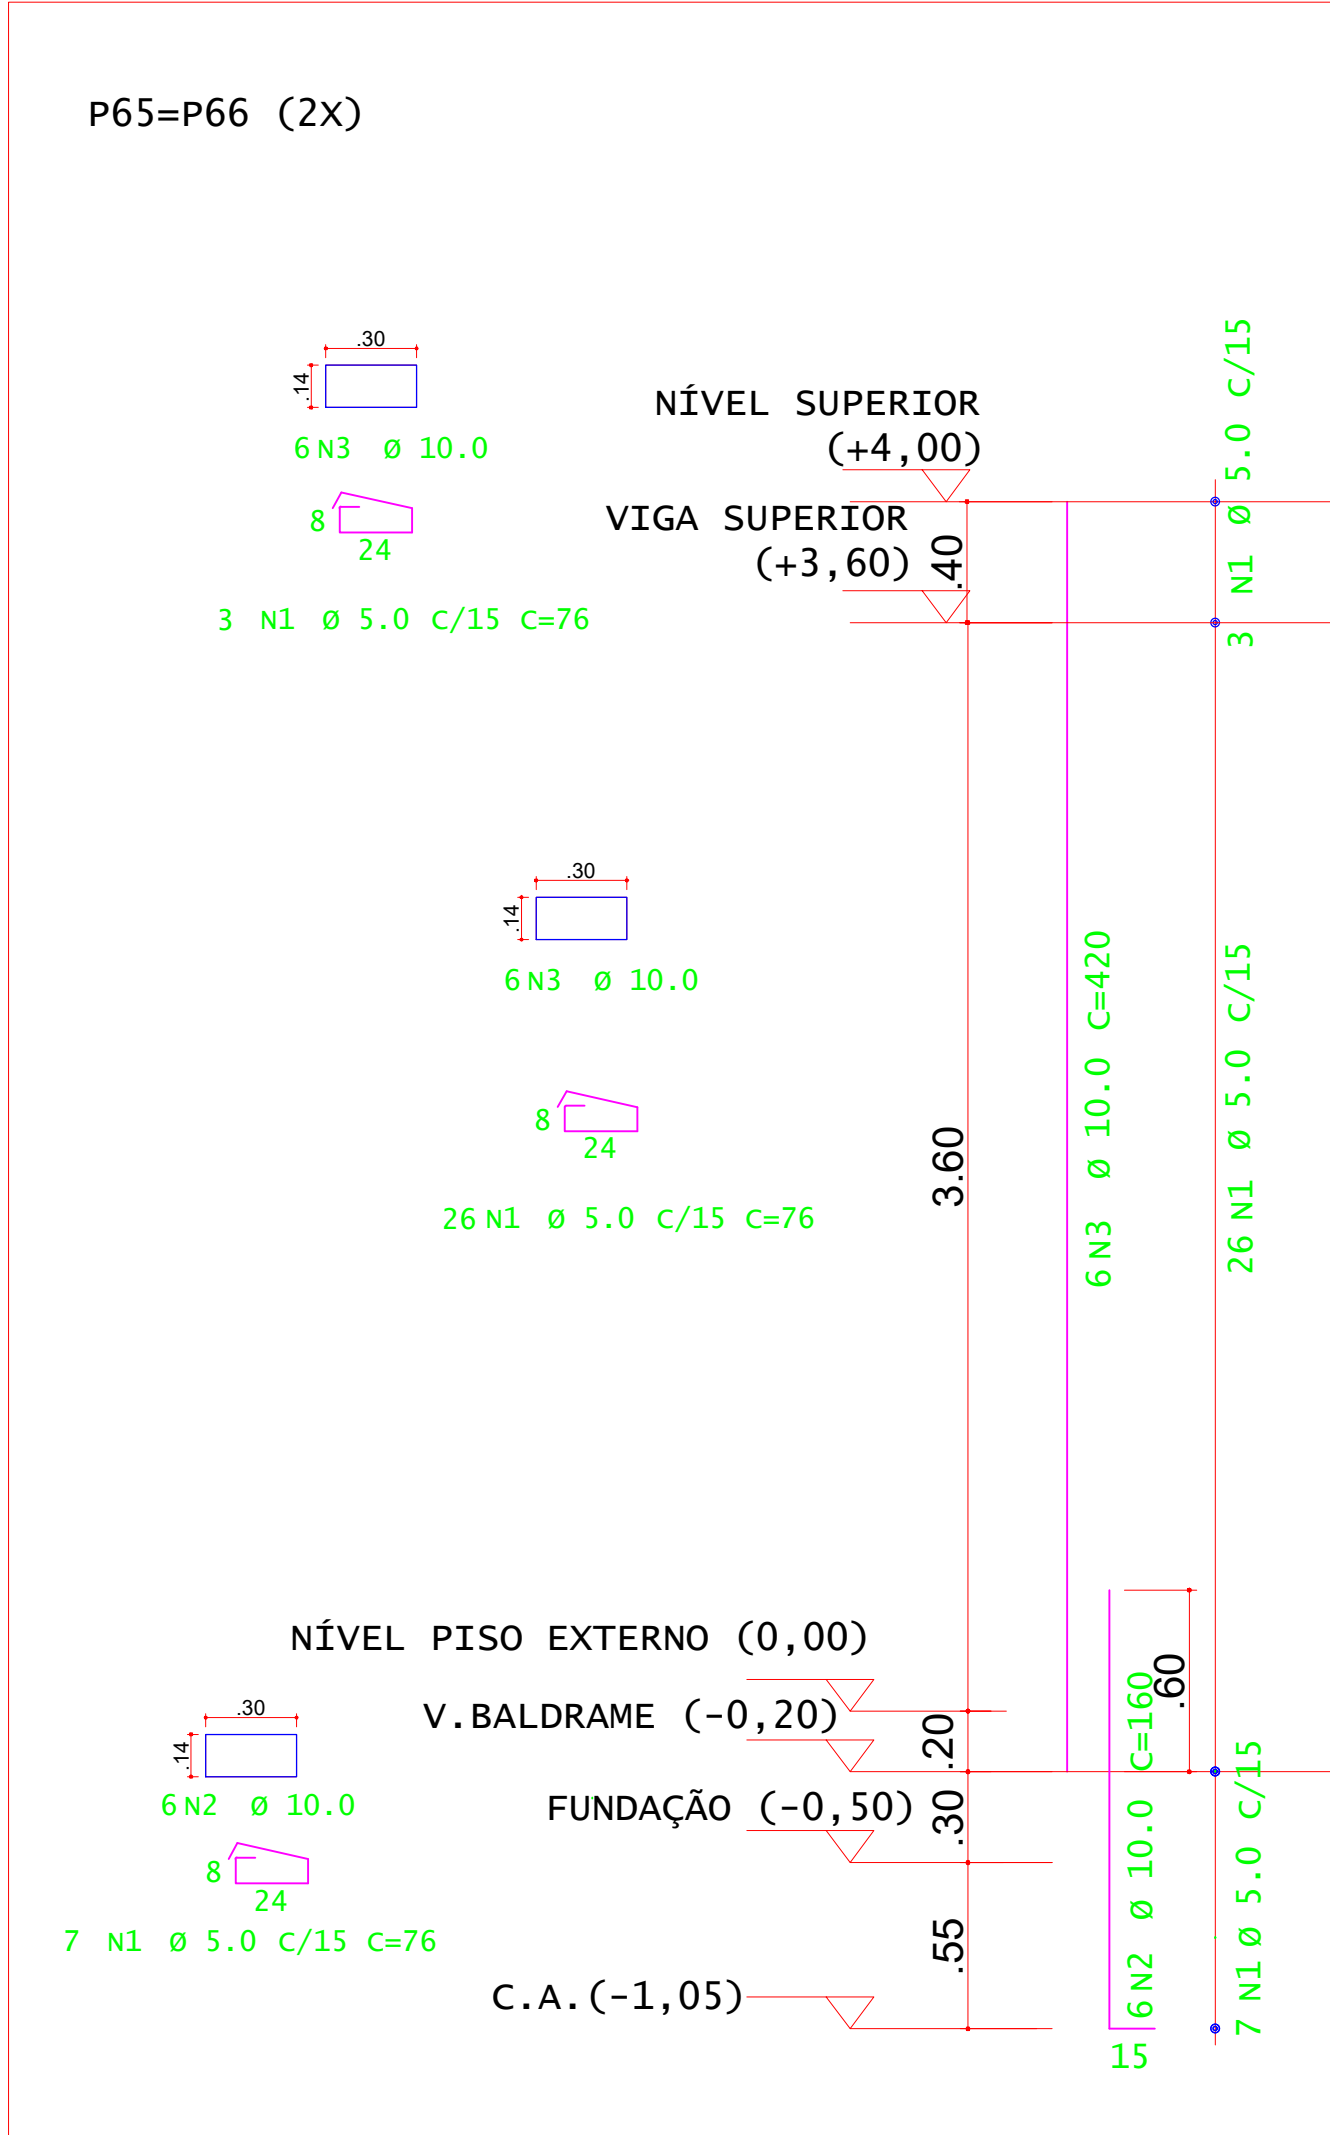 P65=P66 (2X)
.30
.14
6 N3 Ø 10.0
8
24
3 N1 Ø 5.0 C/15 C=76
NÍVEL SUPERIOR
(+4,00)
VIGA SUPERIOR
(+3,60)
.40
3 N1 Ø 5.0 C/15
.30
.14
6 N3 Ø 10.0
8
24
26 N1 Ø 5.0 C/15 C=76
3.60
6 N3 Ø 10.0 C=420
26 N1 Ø 5.0 C/15
NÍVEL PISO EXTERNO (0,00)
V.BALDRAME (-0,20)
FUNDAÇÃO (-0,50)
C.A.(-1,05)
.20
.30
.55
.60
6 N2 Ø 10.0 C=160
15
7 N1 Ø 5.0 C/15
.30
.14
6 N2 Ø 10.0
8
24
7 N1 Ø 5.0 C/15 C=76